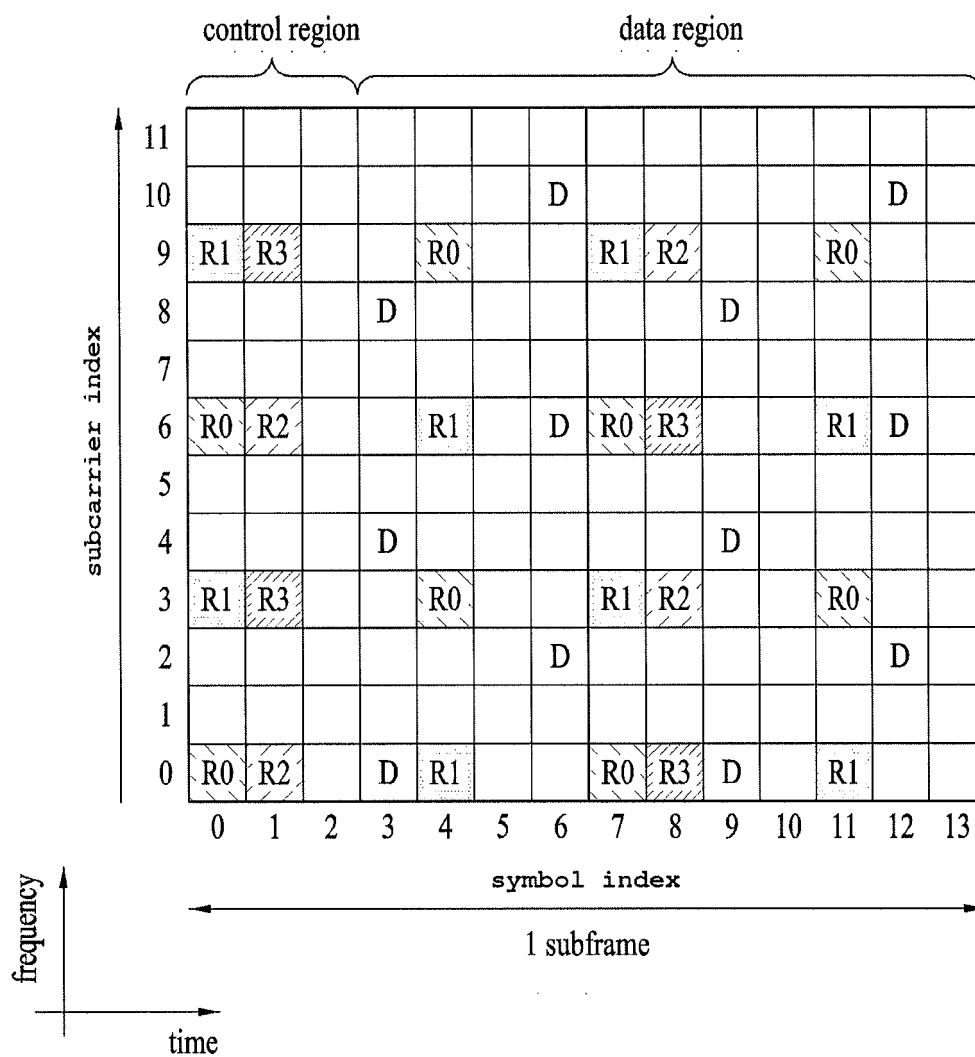 control region data region
11
10 D D
9 R1 R3 R0 R1 R2 R0
8 D D
7
6 R0 R2 R1 D R0 R3 R1 D
5
4 D D
3 R1 R3 R0 R1 R2 R0
2 D D
1
0 R0 R2 D R1 R0 R3 D R1
subcarrier index
0 1 2 3 4 5 6 7 8 9 10 11 12 13
symbol index
1 subframe
frequency
time